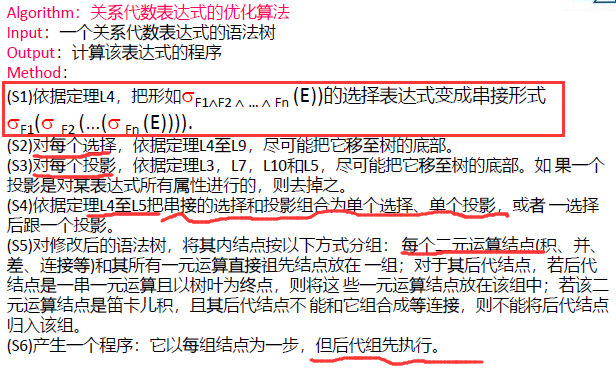 Algorithm：关系代数表达式的优化算法
Input：一个关系代数表达式的语法树
Output：计算该表达式的程序
Method：
(S1)依据定理L4，把形如σF1∧F2 ∧ … ∧ Fn (E))的选择表达式变成串接形式
σF1(σ F2 (…(σ Fn (E)))).
(S2)对每个选择，依据定理L4至L9，尽可能把它移至树的底部。
(S3)对每个投影，依据定理L3，L7，L10和L5，尽可能把它移至树的底部。如 果一个
投影是对某表达式所有属性进行的，则去掉之。
(S4)依据定理L4至L5把串接的选择和投影组合为单个选择、单个投影，或者 一选择
后跟一个投影。
(S5)对修改后的语法树，将其内结点按以下方式分组： 每个二元运算结点(积、并、
差、连接等)和其所有一元运算直接祖先结点放在 一组；对于其后代结点，若后代
结点是一串一元运算且以树叶为终点，则将这 些一元运算结点放在该组中；若该二
元运算结点是笛卡儿积，且其后代结点不 能和它组合成等连接，则不能将后代结点
归入该组。
(S6)产生一个程序：它以每组结点为一步，但后代组先执行。